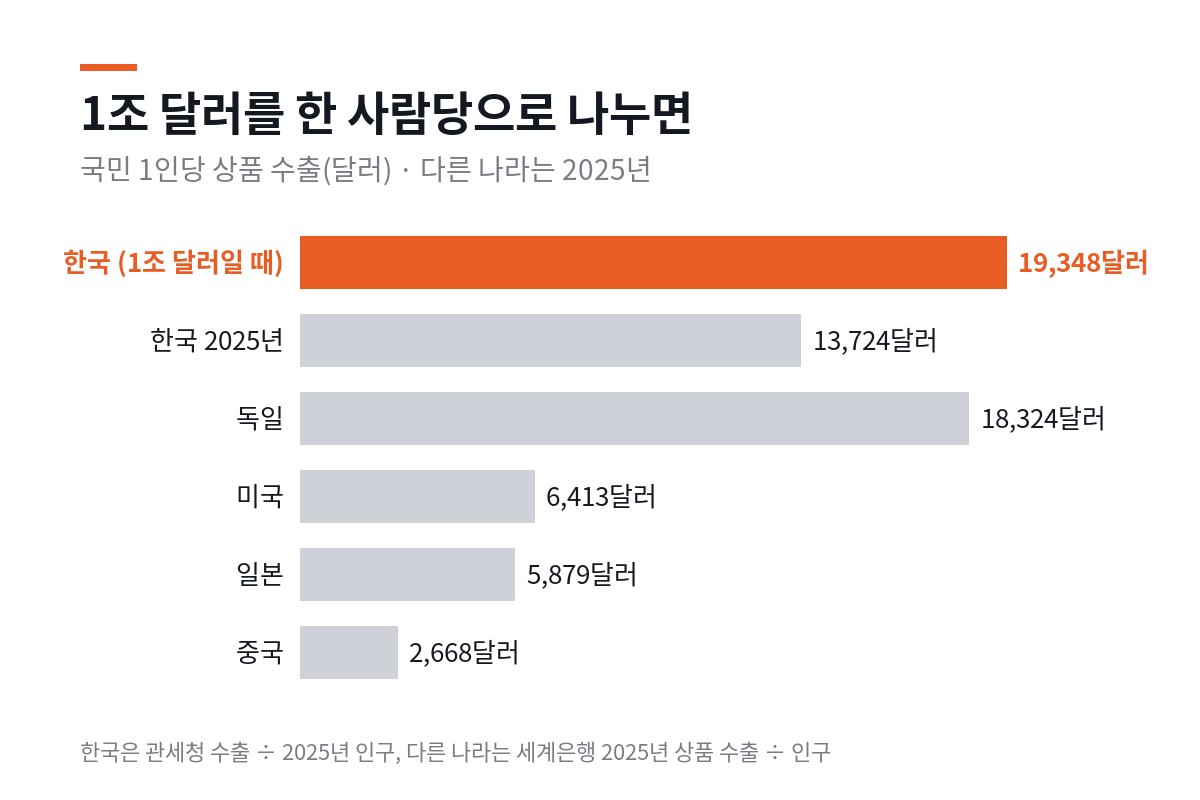 1조 달러를 한 사람당으로 나누면
국민 1인당 상품 수출(달러) · 다른 나라는 2025년
한국 (1조 달러일 때) 19,348달러
한국 2025년 13,724달러
독일 18,324달러
미국 6,413달러
일본 5,879달러
중국 2,668달러
한국은 관세청 수출 ÷ 2025년 인구, 다른 나라는 세계은행 2025년 상품 수출 ÷ 인구